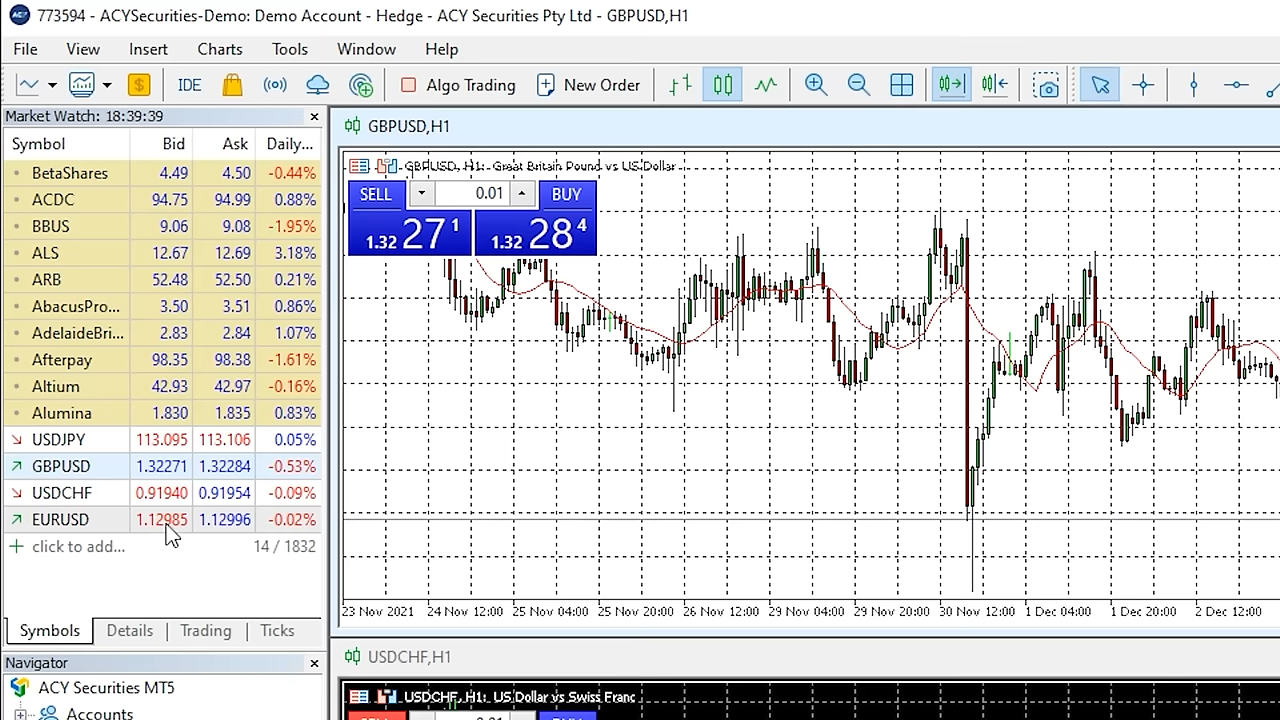 773594 - ACYSecurities-Demo: Demo Account - Hedge - ACY Securities Pty Ltd - GBPUSD,H1
File View Insert Charts Tools Window Help
IDE Algo Trading New Order
Market Watch: 18:39:39
Symbol Bid Ask Daily...
BetaShares 4.49 4.50 -0.44%
ACDC 94.75 94.99 0.88%
BBUS 9.06 9.08 -1.95%
ALS 12.67 12.69 3.18%
ARB 52.48 52.50 0.21%
AbacusPro... 3.50 3.51 0.86%
AdelaideBri... 2.83 2.84 1.07%
Afterpay 98.35 98.38 -1.61%
Altium 42.93 42.97 -0.16%
Alumina 1.830 1.835 0.83%
USDJPY 113.095 113.106 0.05%
GBPUSD 1.32271 1.32284 -0.53%
USDCHF 0.91940 0.91954 -0.09%
EURUSD 1.12985 1.12996 -0.02%
click to add... 14 / 1832
Symbols Details Trading Ticks
Navigator
ACY Securities MT5
Accounts
GBPUSD,H1
GBPUSD, H1: Great Britain Pound vs US Dollar
SELL 0.01 BUY
1.32 27 1 1.32 28 4
23 Nov 2021 24 Nov 12:00 25 Nov 04:00 25 Nov 20:00 26 Nov 12:00 29 Nov 04:00 29 Nov 20:00 30 Nov 12:00 1 Dec 04:00 1 Dec 20:00 2 Dec 12:00
USDCHF,H1
USDCHF, H1: US Dollar vs Swiss Franc
SELL 0.01 BUY